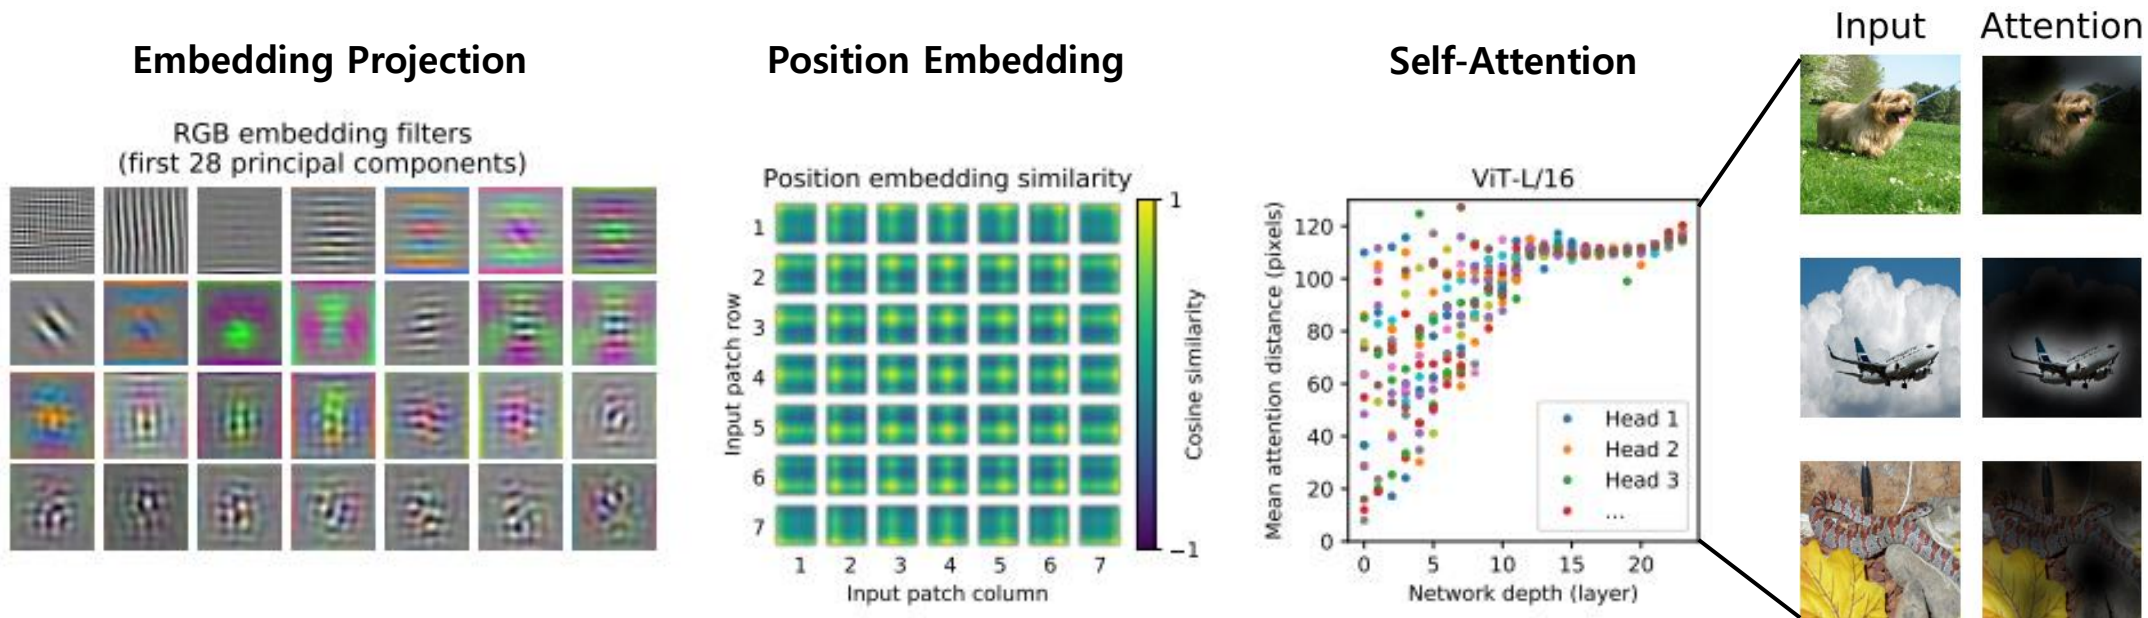 Embedding Projection
RGB embedding filters
(first 28 principal components)
Position Embedding
Position embedding similarity
Input patch row
1
2
3
4
5
6
7
1 2 3 4 5 6 7
Input patch column
1
−1
Cosine similarity
Self-Attention
ViT-L/16
Mean attention distance (pixels)
120
100
80
60
40
20
0
0 5 10 15 20
Network depth (layer)
Head 1
Head 2
Head 3
...
Input Attention